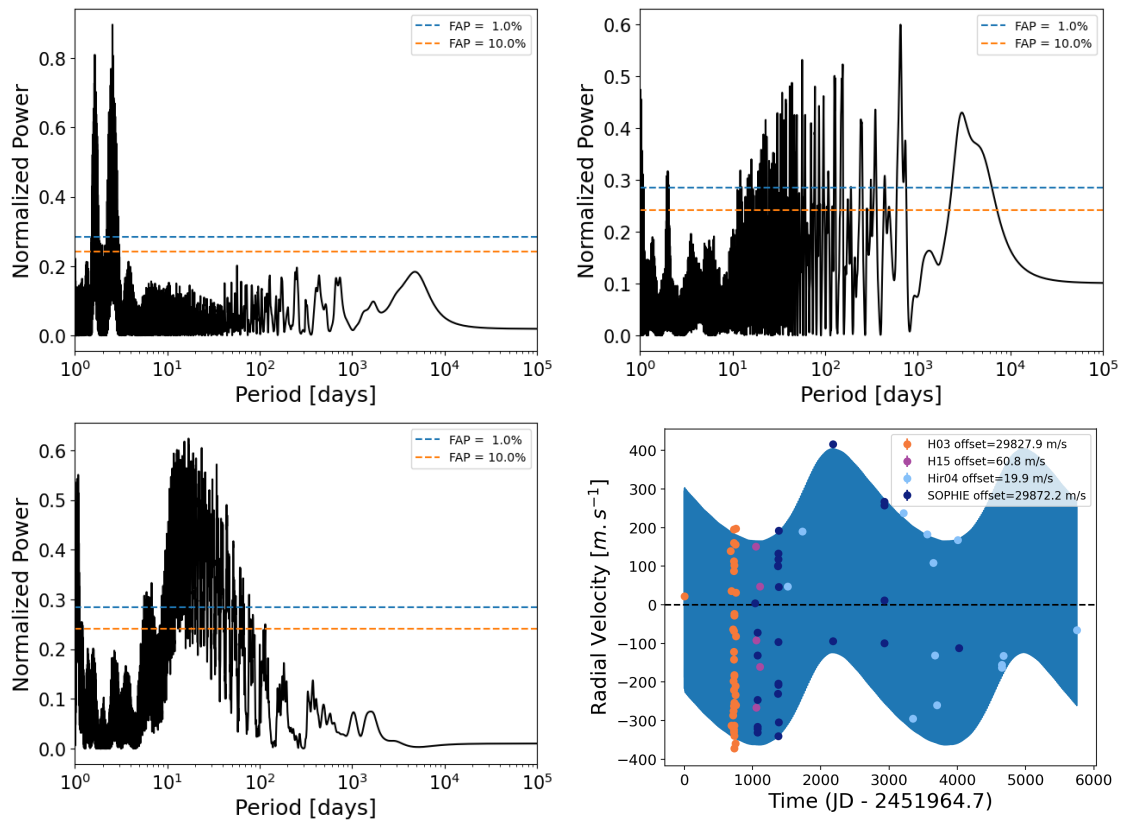 FAP =  1.0%
FAP = 10.0%
0.8
0.6
0.4
0.2
0.0
Normalized Power
10^0
10^1
10^2
10^3
10^4
10^5
Period [days]
FAP =  1.0%
FAP = 10.0%
0.6
0.5
0.4
0.3
0.2
0.1
0.0
Normalized Power
10^0
10^1
10^2
10^3
10^4
10^5
Period [days]
FAP =  1.0%
FAP = 10.0%
0.6
0.5
0.4
0.3
0.2
0.1
0.0
Normalized Power
10^0
10^1
10^2
10^3
10^4
10^5
Period [days]
H03 offset=29827.9 m/s
H15 offset=60.8 m/s
Hir04 offset=19.9 m/s
SOPHIE offset=29872.2 m/s
400
300
200
100
0
−100
−200
−300
−400
Radial Velocity [m.s^−1]
0
1000
2000
3000
4000
5000
6000
Time (JD - 2451964.7)